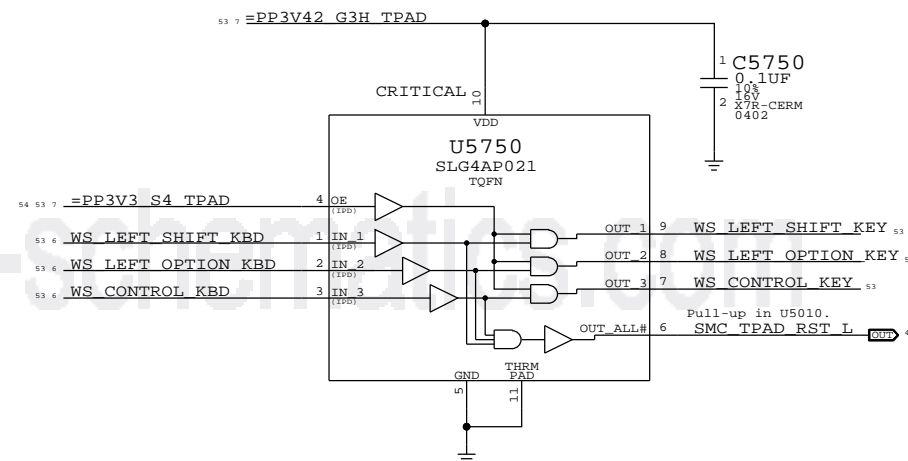 53 7 =PP3V42_G3H_TPAD
1 C5750
0.1UF
10%
16V
2 X7R-CERM
0402
CRITICAL
10
VDD
U5750
SLG4AP021
TQFN
54 53 7 =PP3V3_S4_TPAD 4 OE
(IPD)
53 6 WS_LEFT_SHIFT_KBD 1 IN_1
(IPD)
53 6 WS_LEFT_OPTION_KBD 2 IN_2
(IPD)
53 6 WS_CONTROL_KBD 3 IN_3
(IPD)
OUT_1 9 WS_LEFT_SHIFT_KEY 53
OUT_2 8 WS_LEFT_OPTION_KEY
OUT_3 7 WS_CONTROL_KEY 53
Pull-up in U5010.
OUT_ALL# 6 SMC_TPAD_RST_L OUT 4
GND
THRM
PAD
5
11
-schematics.com